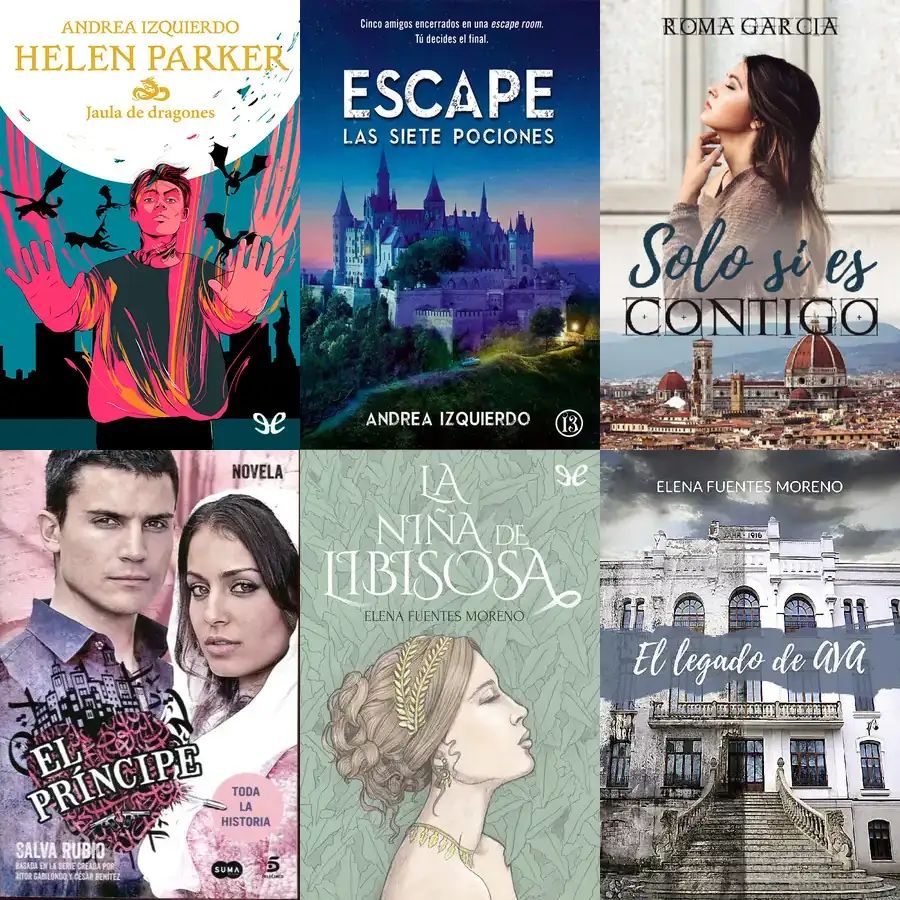 ANDREA IZQUIERDO
HELEN PARKER
Jaula de dragones
Cinco amigos encerrados en una escape room.
Tú decides el final.
ESCAPE
LAS SIETE POCIONES
ANDREA IZQUIERDO
13
ROMA GARCIA
Solo si es
CONTIGO
NOVELA
EL
PRÍNCIPE
TODA
LA
HISTORIA
SALVA RUBIO
BASADA EN LA SERIE CREADA POR
AITOR GABILONDO Y CÉSAR BENÍTEZ
SUMA
5
LA
NIÑA DE
LIBISOSA
ELENA FUENTES MORENO
ELENA FUENTES MORENO
1916
El legado de AVA